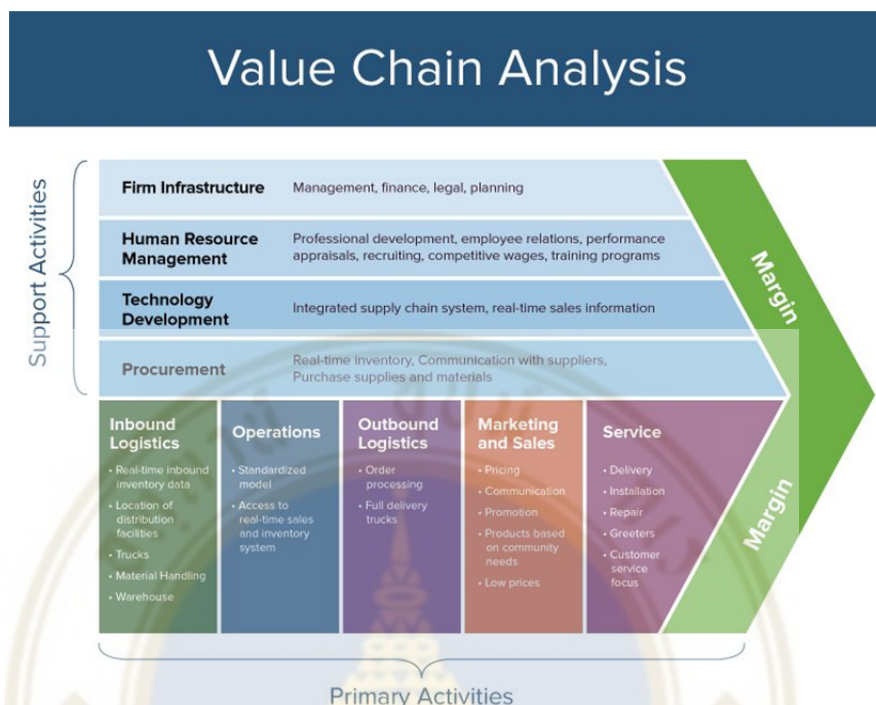 Value Chain Analysis
Support Activities
Firm Infrastructure
Management, finance, legal, planning
Human Resource
Management
Professional development, employee relations, performance
appraisals, recruiting, competitive wages, training programs
Technology
Development
Integrated supply chain system, real-time sales information
Procurement
Real-time inventory, Communication with suppliers,
Purchase supplies and materials
Margin
Inbound
Logistics
• Real-time inbound
inventory data
• Location of
distribution
facilities
• Trucks
• Material Handling
• Warehouse
Operations
• Standardized
model
• Access to
real-time sales
and inventory
system
Outbound
Logistics
• Order
processing
• Full delivery
trucks
Marketing
and Sales
• Pricing
• Communication
• Promotion
• Products based
on community
needs
• Low prices
Service
• Delivery
• Installation
• Repair
• Greeters
• Customer
service
focus
Margin
Primary Activities